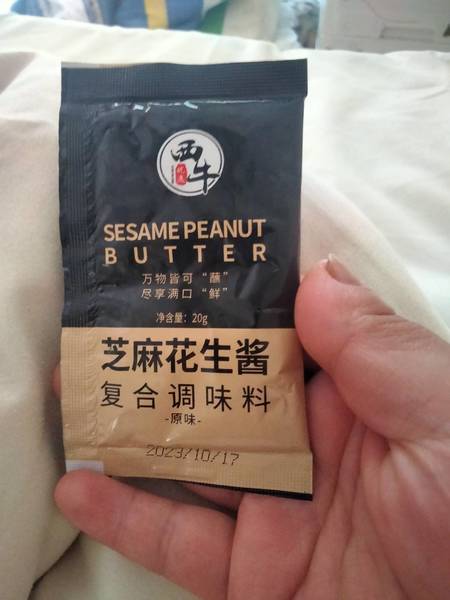 西牛
SESAME PEANUT
BUTTER
万物皆可“蘸”
尽享满口“鲜”
净含量：20g
芝麻花生酱
复合调味料
-原味-
2023/10/17